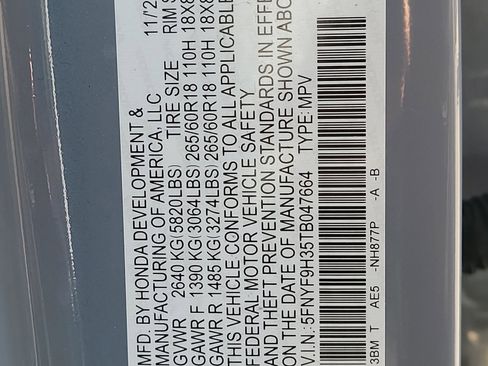 MFD. BY HONDA DEVELOPMENT & 11/2
MANUFACTURING OF AMERICA, LLC
GVWR 2640 KG(5820LBS) TIRE SIZE RIM S
GAWR F 1390 KG(3064LBS) 265/60R18 110H 18X8
GAWR R 1485 KG(3274LBS) 265/60R18 110H 18X8
THIS VEHICLE CONFORMS TO ALL APPLICABLE
FEDERAL MOTOR VEHICLE SAFETY
AND THEFT PREVENTION STANDARDS IN EFFE
ON THE DATE OF MANUFACTURE SHOWN ABO
V.I.N.:5FNYF9H35TB047664 TYPE: MPV
3BM T AE5 -NH877P -A -B